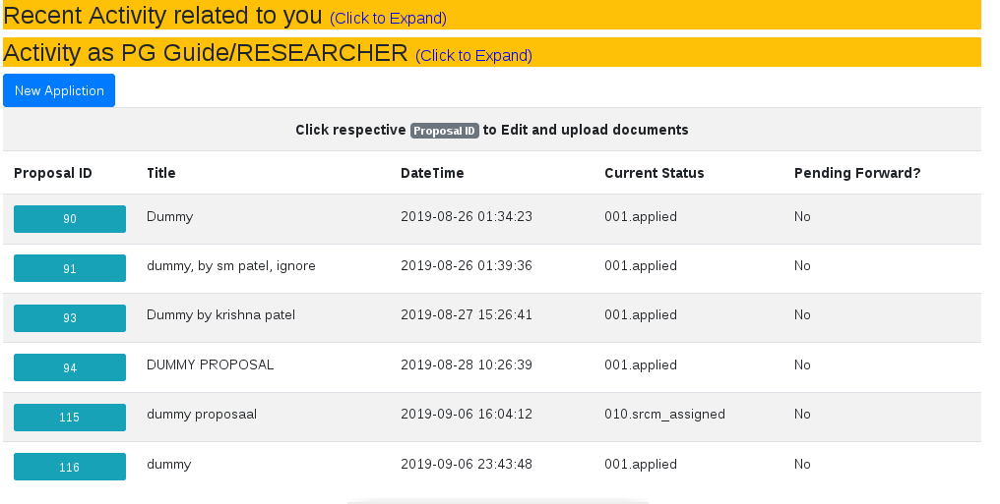 Recent Activity related to you (Click to Expand)
Activity as PG Guide/RESEARCHER (Click to Expand)
New Appliction
Click respective Proposal ID to Edit and upload documents
Proposal ID Title DateTime Current Status Pending Forward?
90 Dummy 2019-08-26 01:34:23 001.applied No
91 dummy, by sm patel, ignore 2019-08-26 01:39:36 001.applied No
93 Dummy by krishna patel 2019-08-27 15:26:41 001.applied No
94 DUMMY PROPOSAL 2019-08-28 10:26:39 001.applied No
115 dummy proposaal 2019-09-06 16:04:12 010.srcm_assigned No
116 dummy 2019-09-06 23:43:48 001.applied No